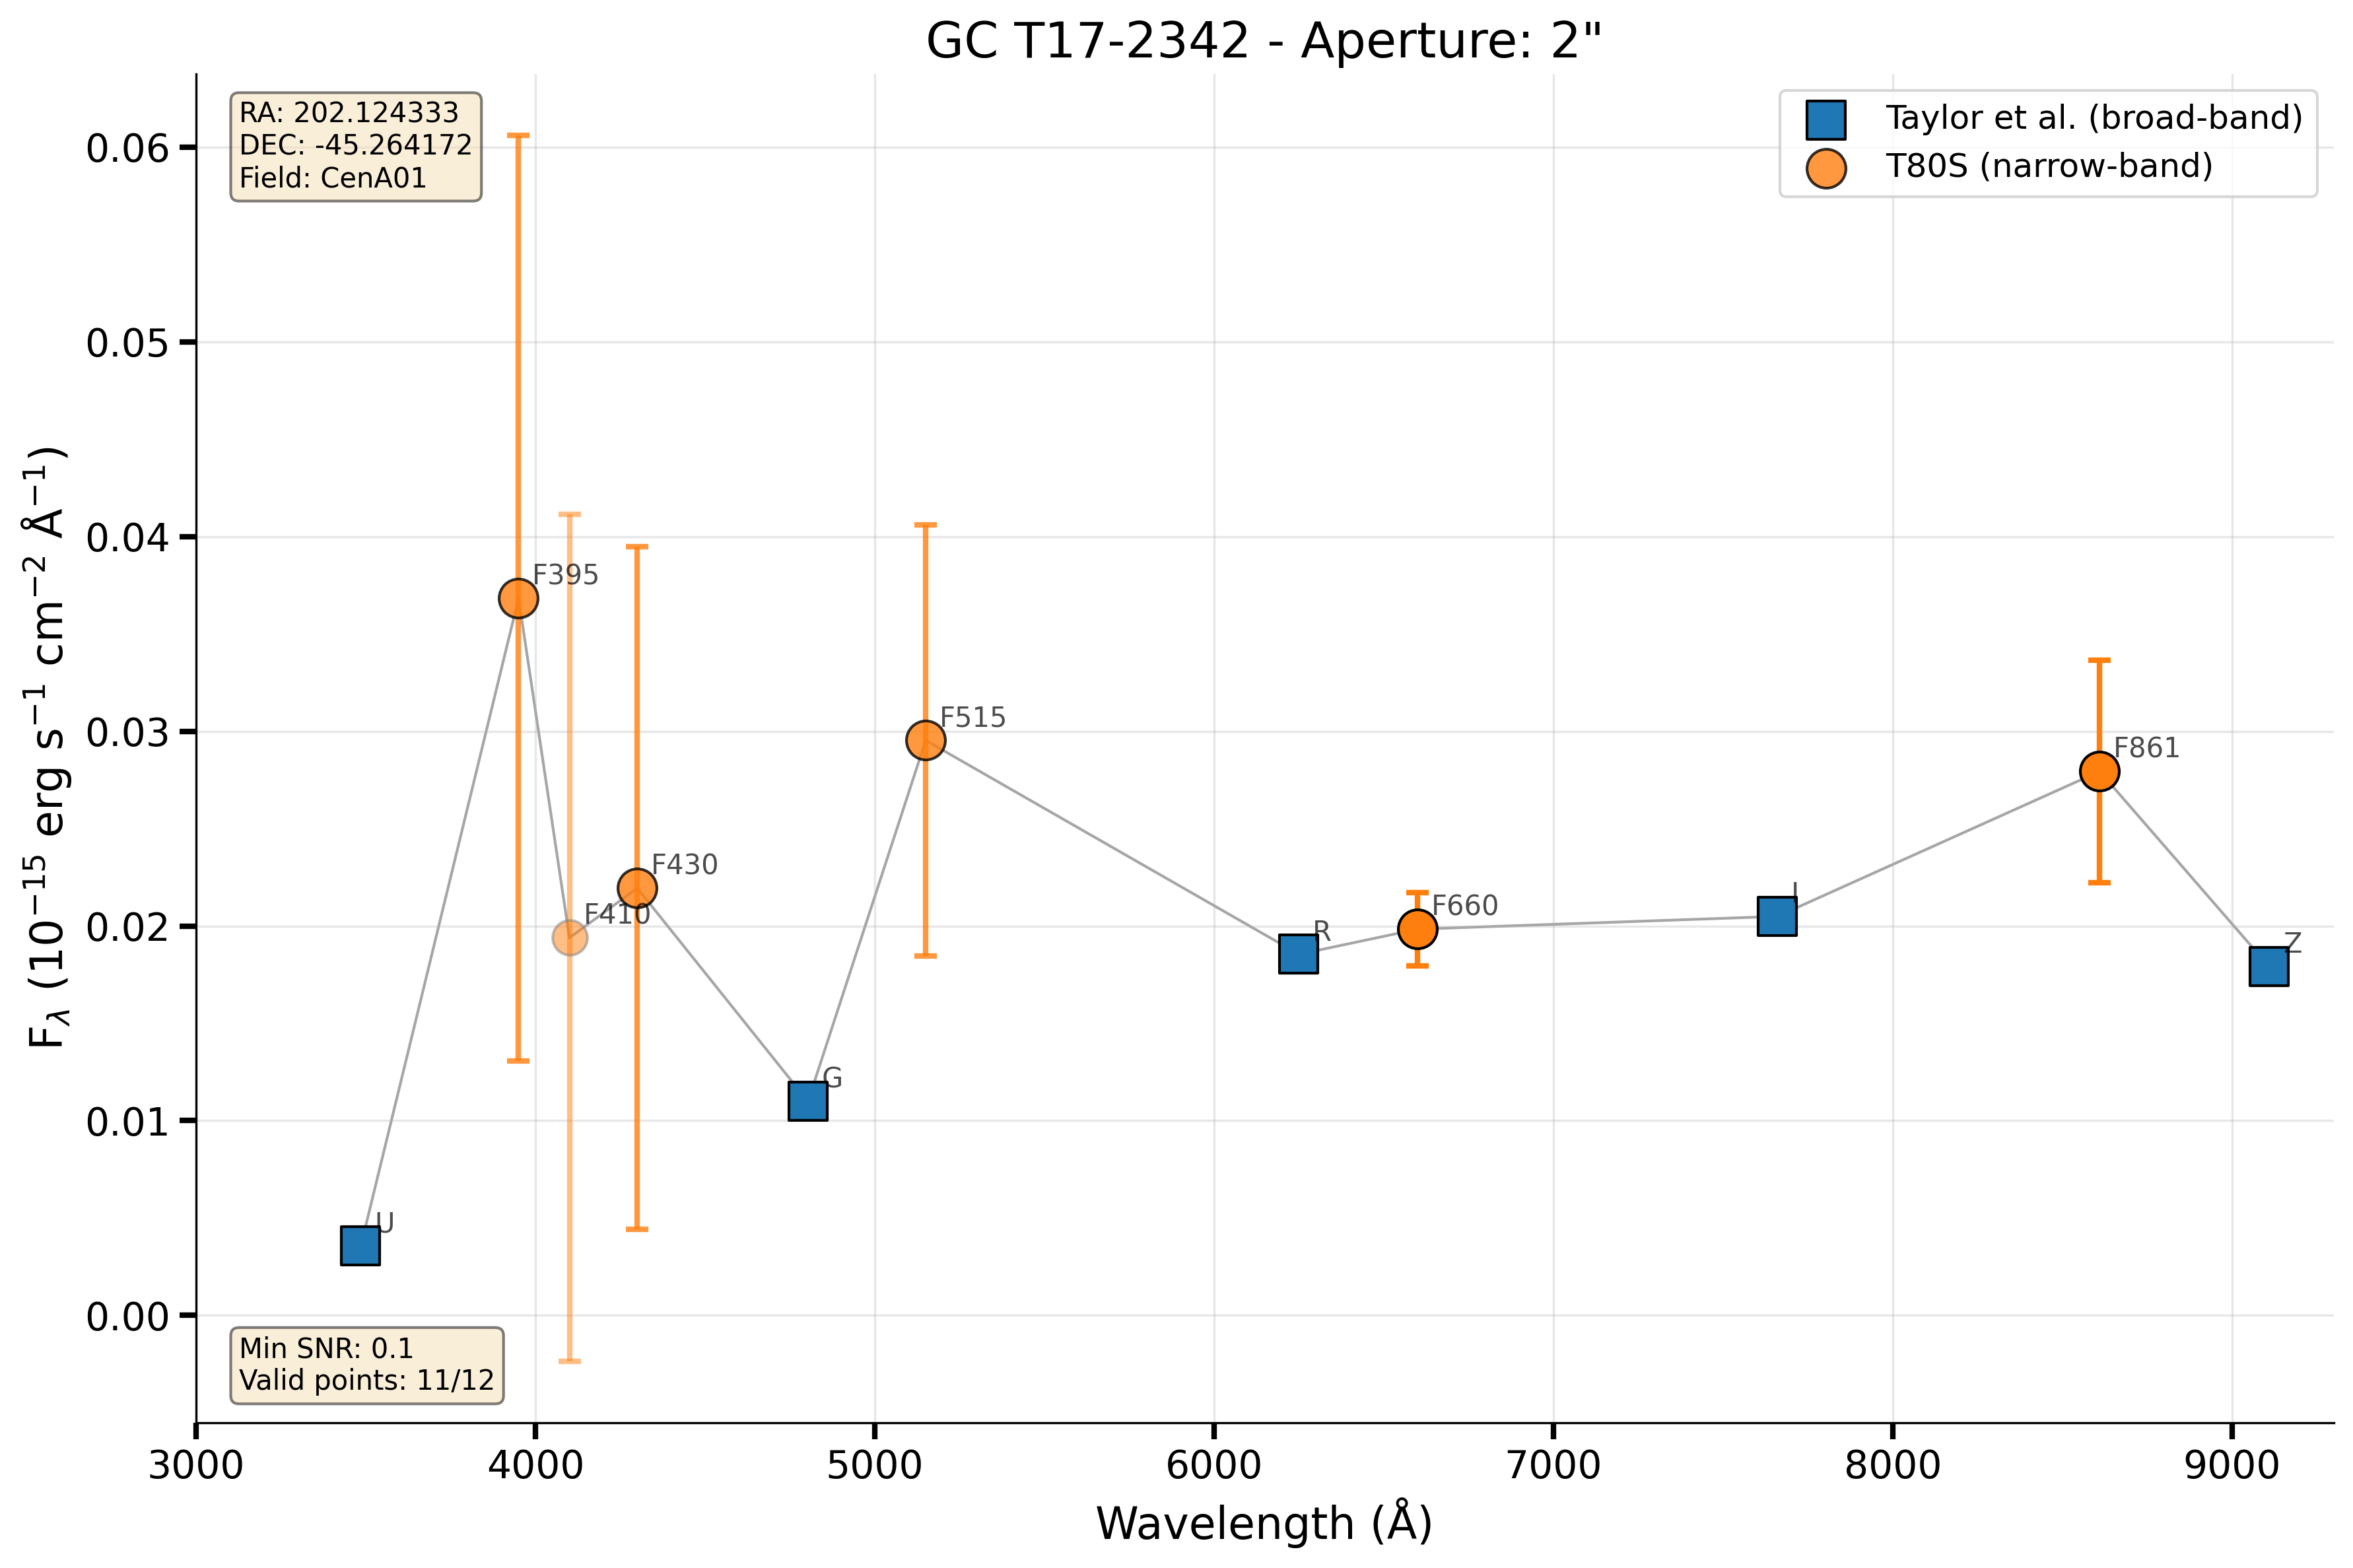 GC T17-2342 - Aperture: 2"
RA: 202.124333
DEC: -45.264172
Field: CenA01
Taylor et al. (broad-band)
T80S (narrow-band)
F_λ (10⁻¹⁵ erg s⁻¹ cm⁻² Å⁻¹)
0.06
0.05
0.04
0.03
0.02
0.01
0.00
U
F395
F410
F430
G
F515
R
F660
I
F861
Z
Min SNR: 0.1
Valid points: 11/12
3000 4000 5000 6000 7000 8000 9000
Wavelength (Å)